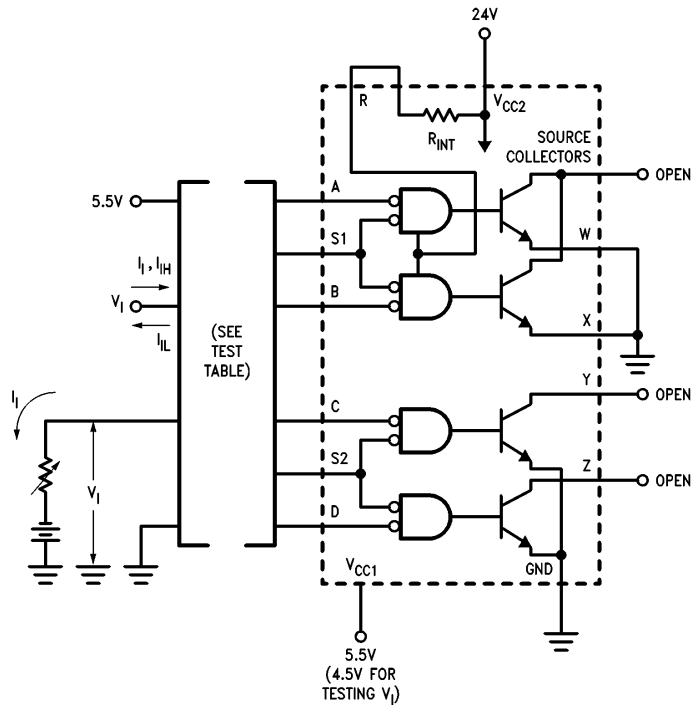 24V
R
VCC2
RINT
SOURCE
COLLECTORS
OPEN
A
5.5V
W
S1
II , IIH
VI
B
IIL
X
(SEE
TEST
TABLE)
II
Y
OPEN
C
S2
Z
OPEN
VI
D
GND
VCC1
5.5V
(4.5V FOR
TESTING VI)